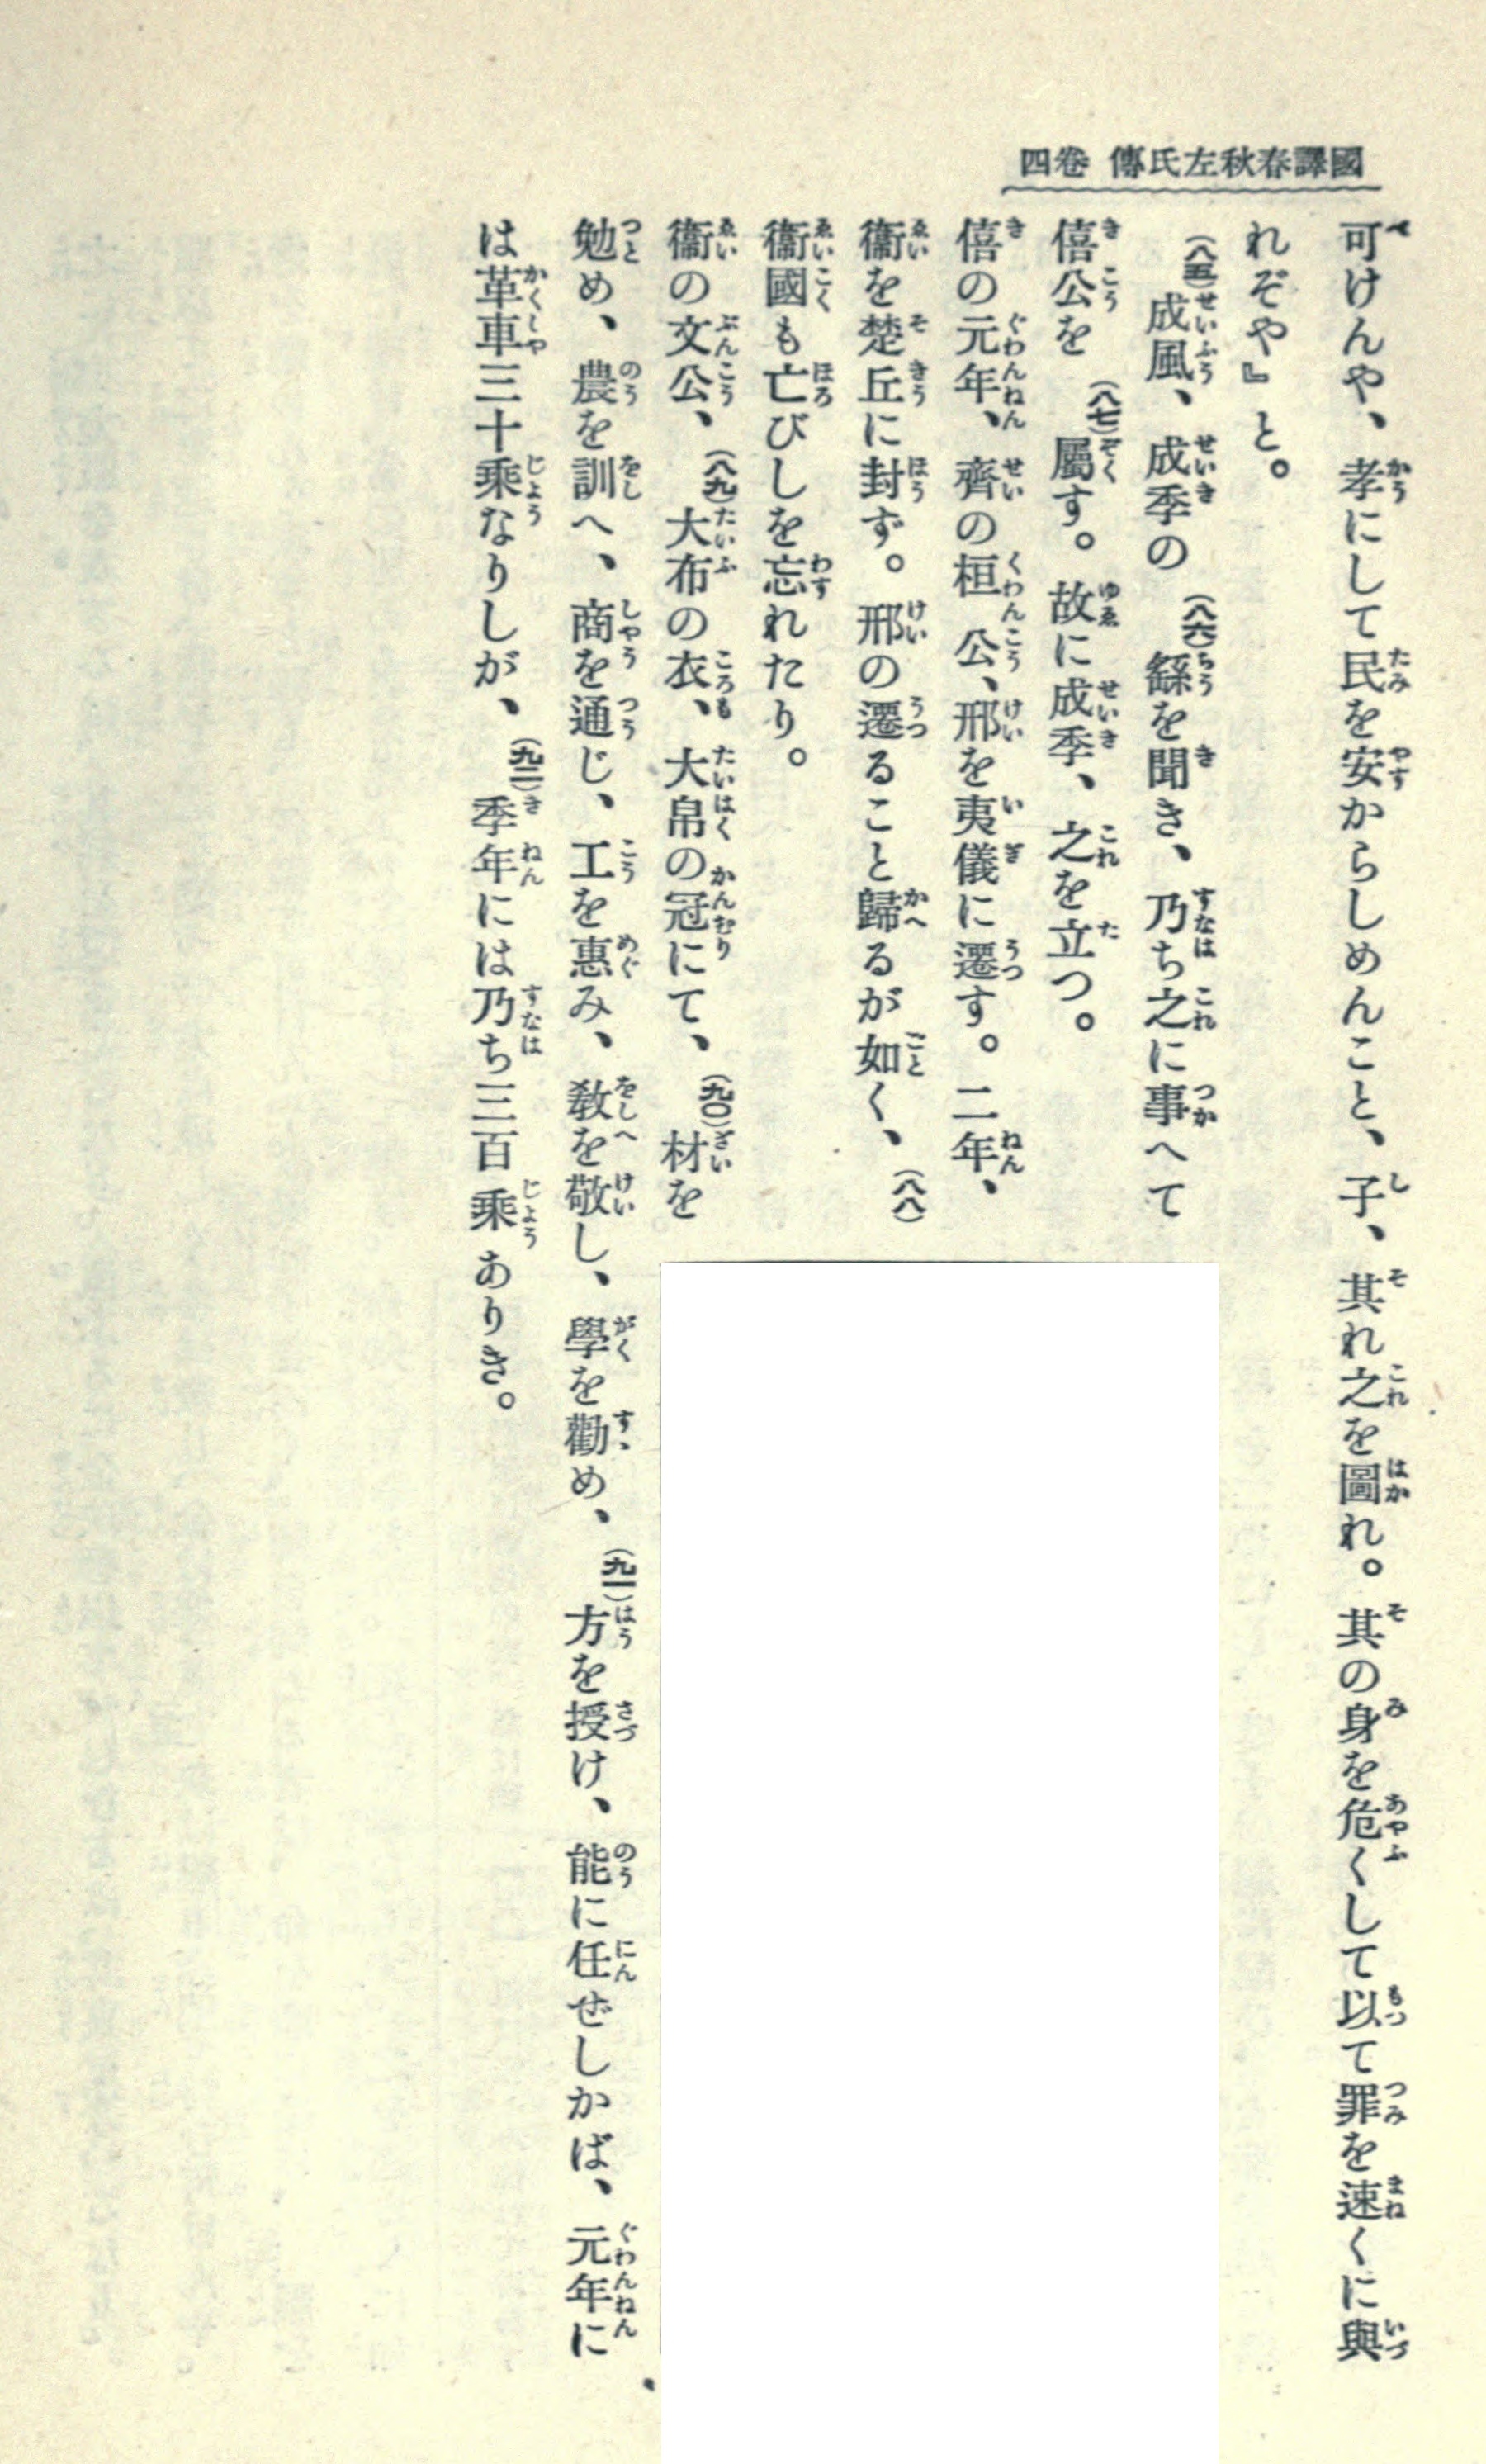 國譯春秋左氏傳 卷四
可けんや、孝にして民を安からしめんこと、子、其れ之を圖れ。其の身を危くして以て罪を速くに與
れぞや』と。
(八五)成風、成季の(八六)繇を聞き、乃ち之に事へて
僖公を(八七)屬す。故に成季、之を立つ。
僖の元年、齊の桓公、邢を夷儀に遷す。二年、
衞を楚丘に封ず。邢の遷ること歸るが如く、(八八)
衞國も亡びしを忘れたり。
衞の文公、(八九)大布の衣、大帛の冠にて、(九〇)材を
勉め、農を訓へ、商を通じ、工を惠み、敎を敬し、學を勸め、(九一)方を授け、能に任ぜしかば、元年に
は革車三十乘なりしが、(九二)季年には乃ち三百乘ありき。